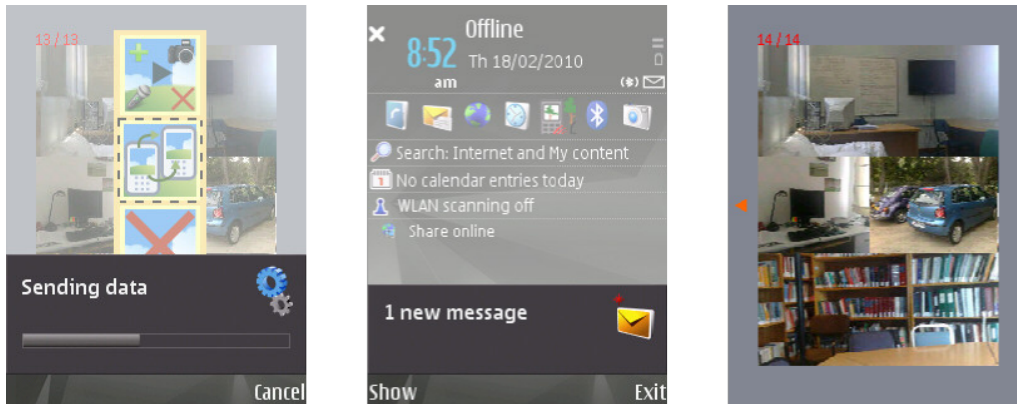 13 / 13
Sending data
Cancel
Offline
8:52
am
Th 18/02/2010
Search: Internet and My content
1
No calendar entries today
WLAN scanning off
Share online
1 new message
Show
Exit
14 / 14